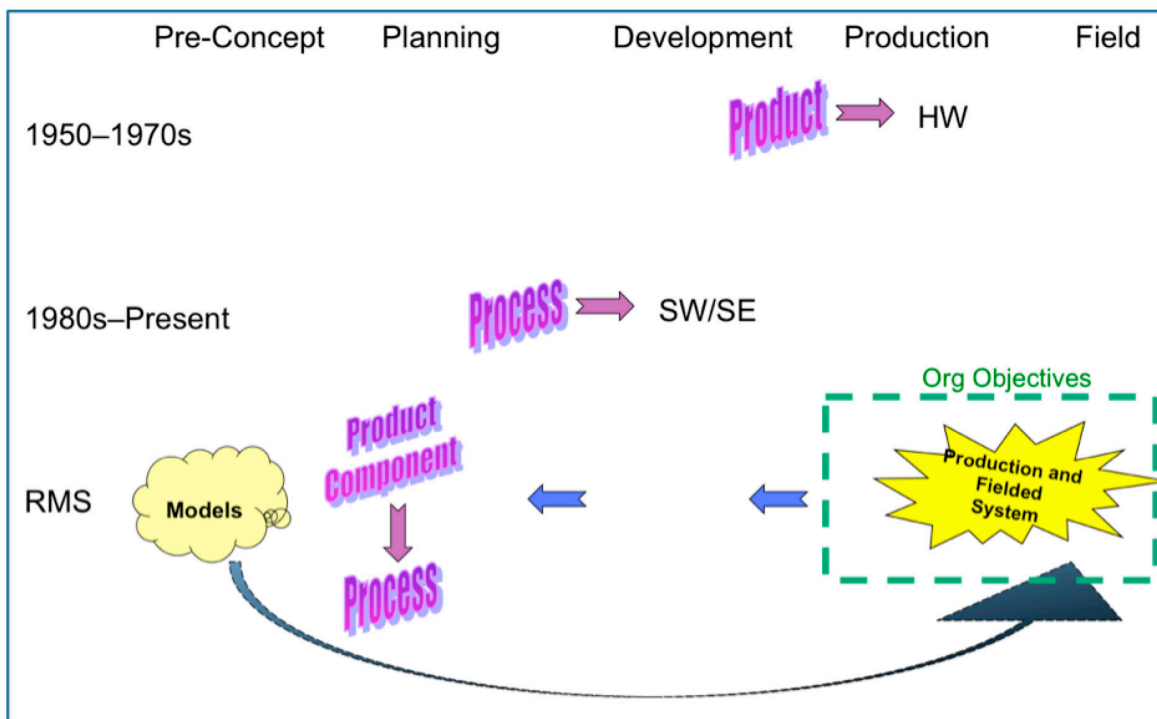 Pre-Concept Planning Development Production Field
1950–1970s
Product
HW
1980s–Present
Process
SW/SE
Org Objectives
RMS
Models
Product
Component
Process
Production and
Fielded
System